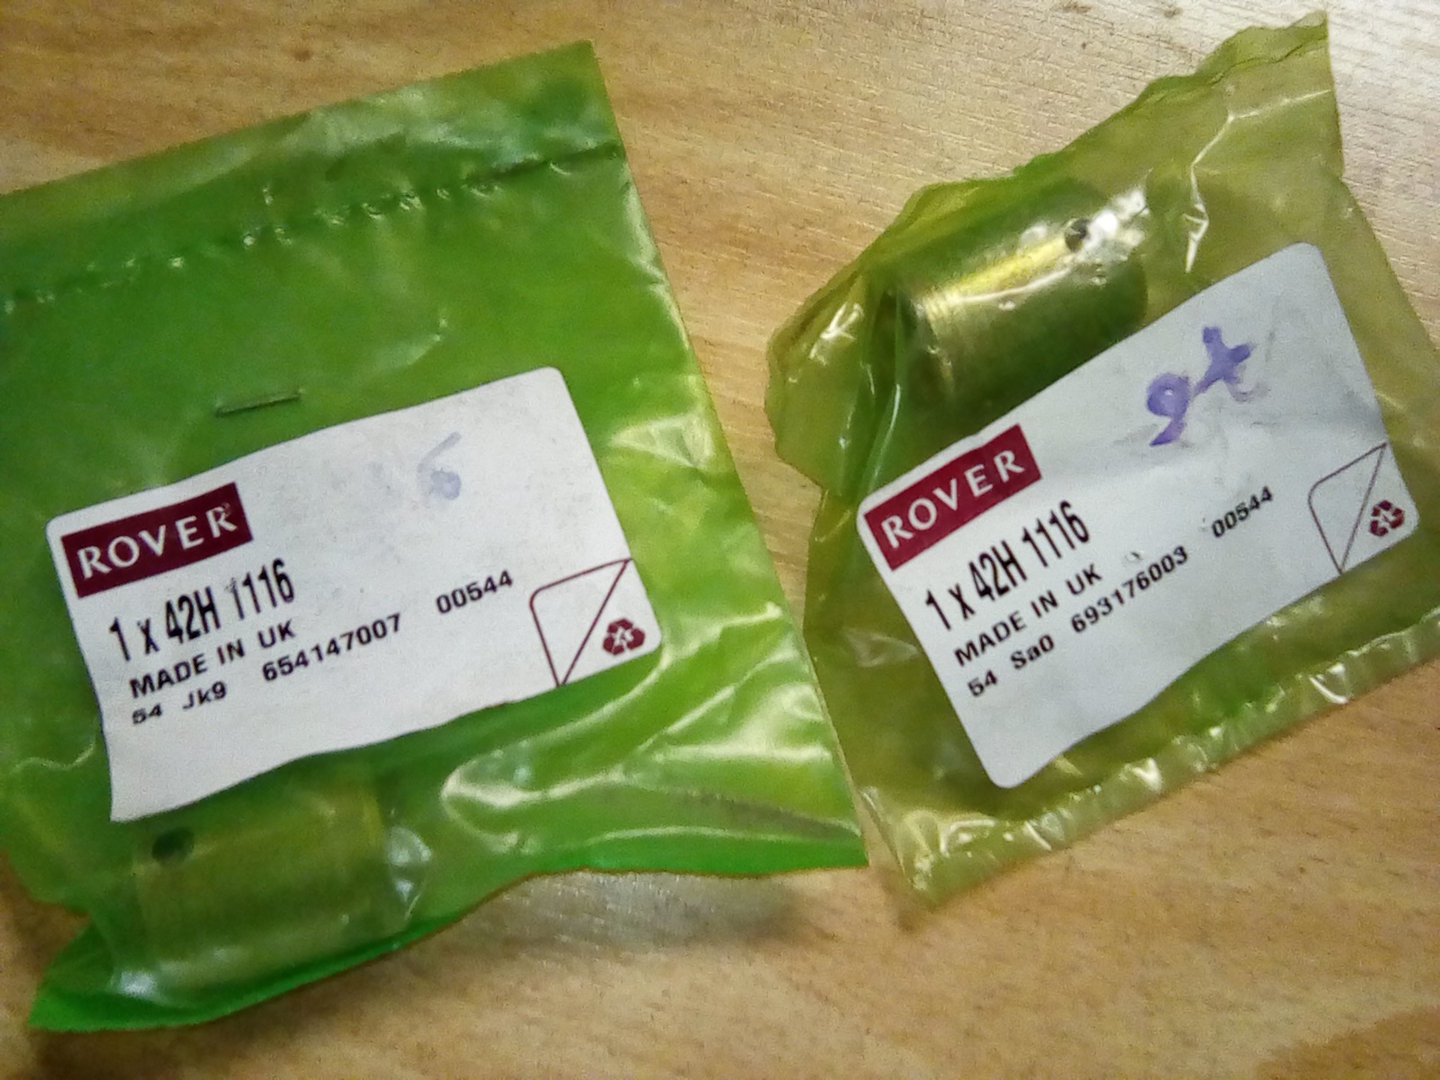 6
ROVER
1 x 42H 1116
MADE IN UK
54 Jk9 654147007 00544
ROVER
1 x 42H 1116
MADE IN UK
54 Sa0 693176003 00544